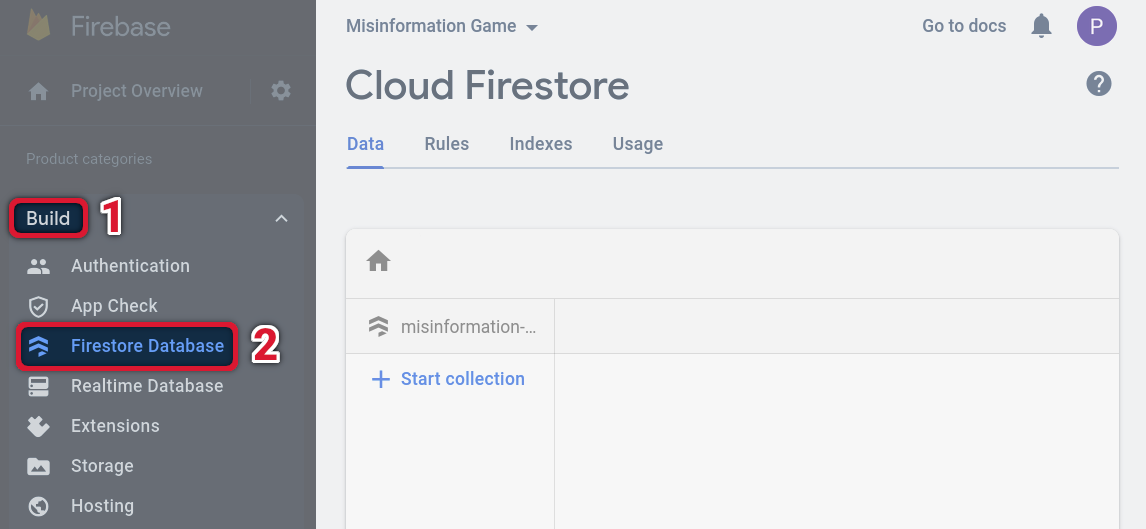 Firebase
Project Overview
Product categories
Build 1
Authentication
App Check
Firestore Database 2
Realtime Database
Extensions
Storage
Hosting
Misinformation Game
Go to docs
P
Cloud Firestore
?
Data Rules Indexes Usage
misinformation-...
+ Start collection